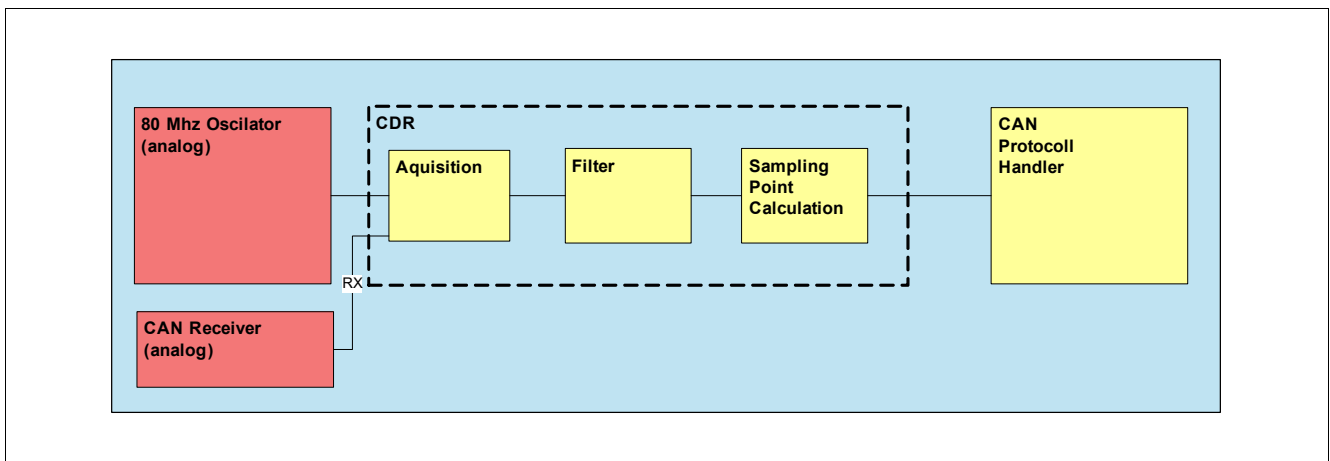 80 Mhz Oscilator
(analog)
CDR
Aquisition
Filter
Sampling
Point
Calculation
CAN
Protocoll
Handler
RX
CAN Receiver
(analog)